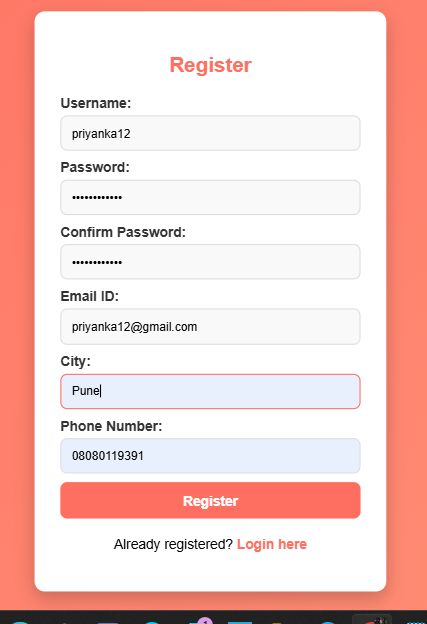 Register
Username:
priyanka12
Password:
••••••••••••
Confirm Password:
••••••••••••
Email ID:
priyanka12@gmail.com
City:
Pune
Phone Number:
08080119391
Register
Already registered? Login here
1